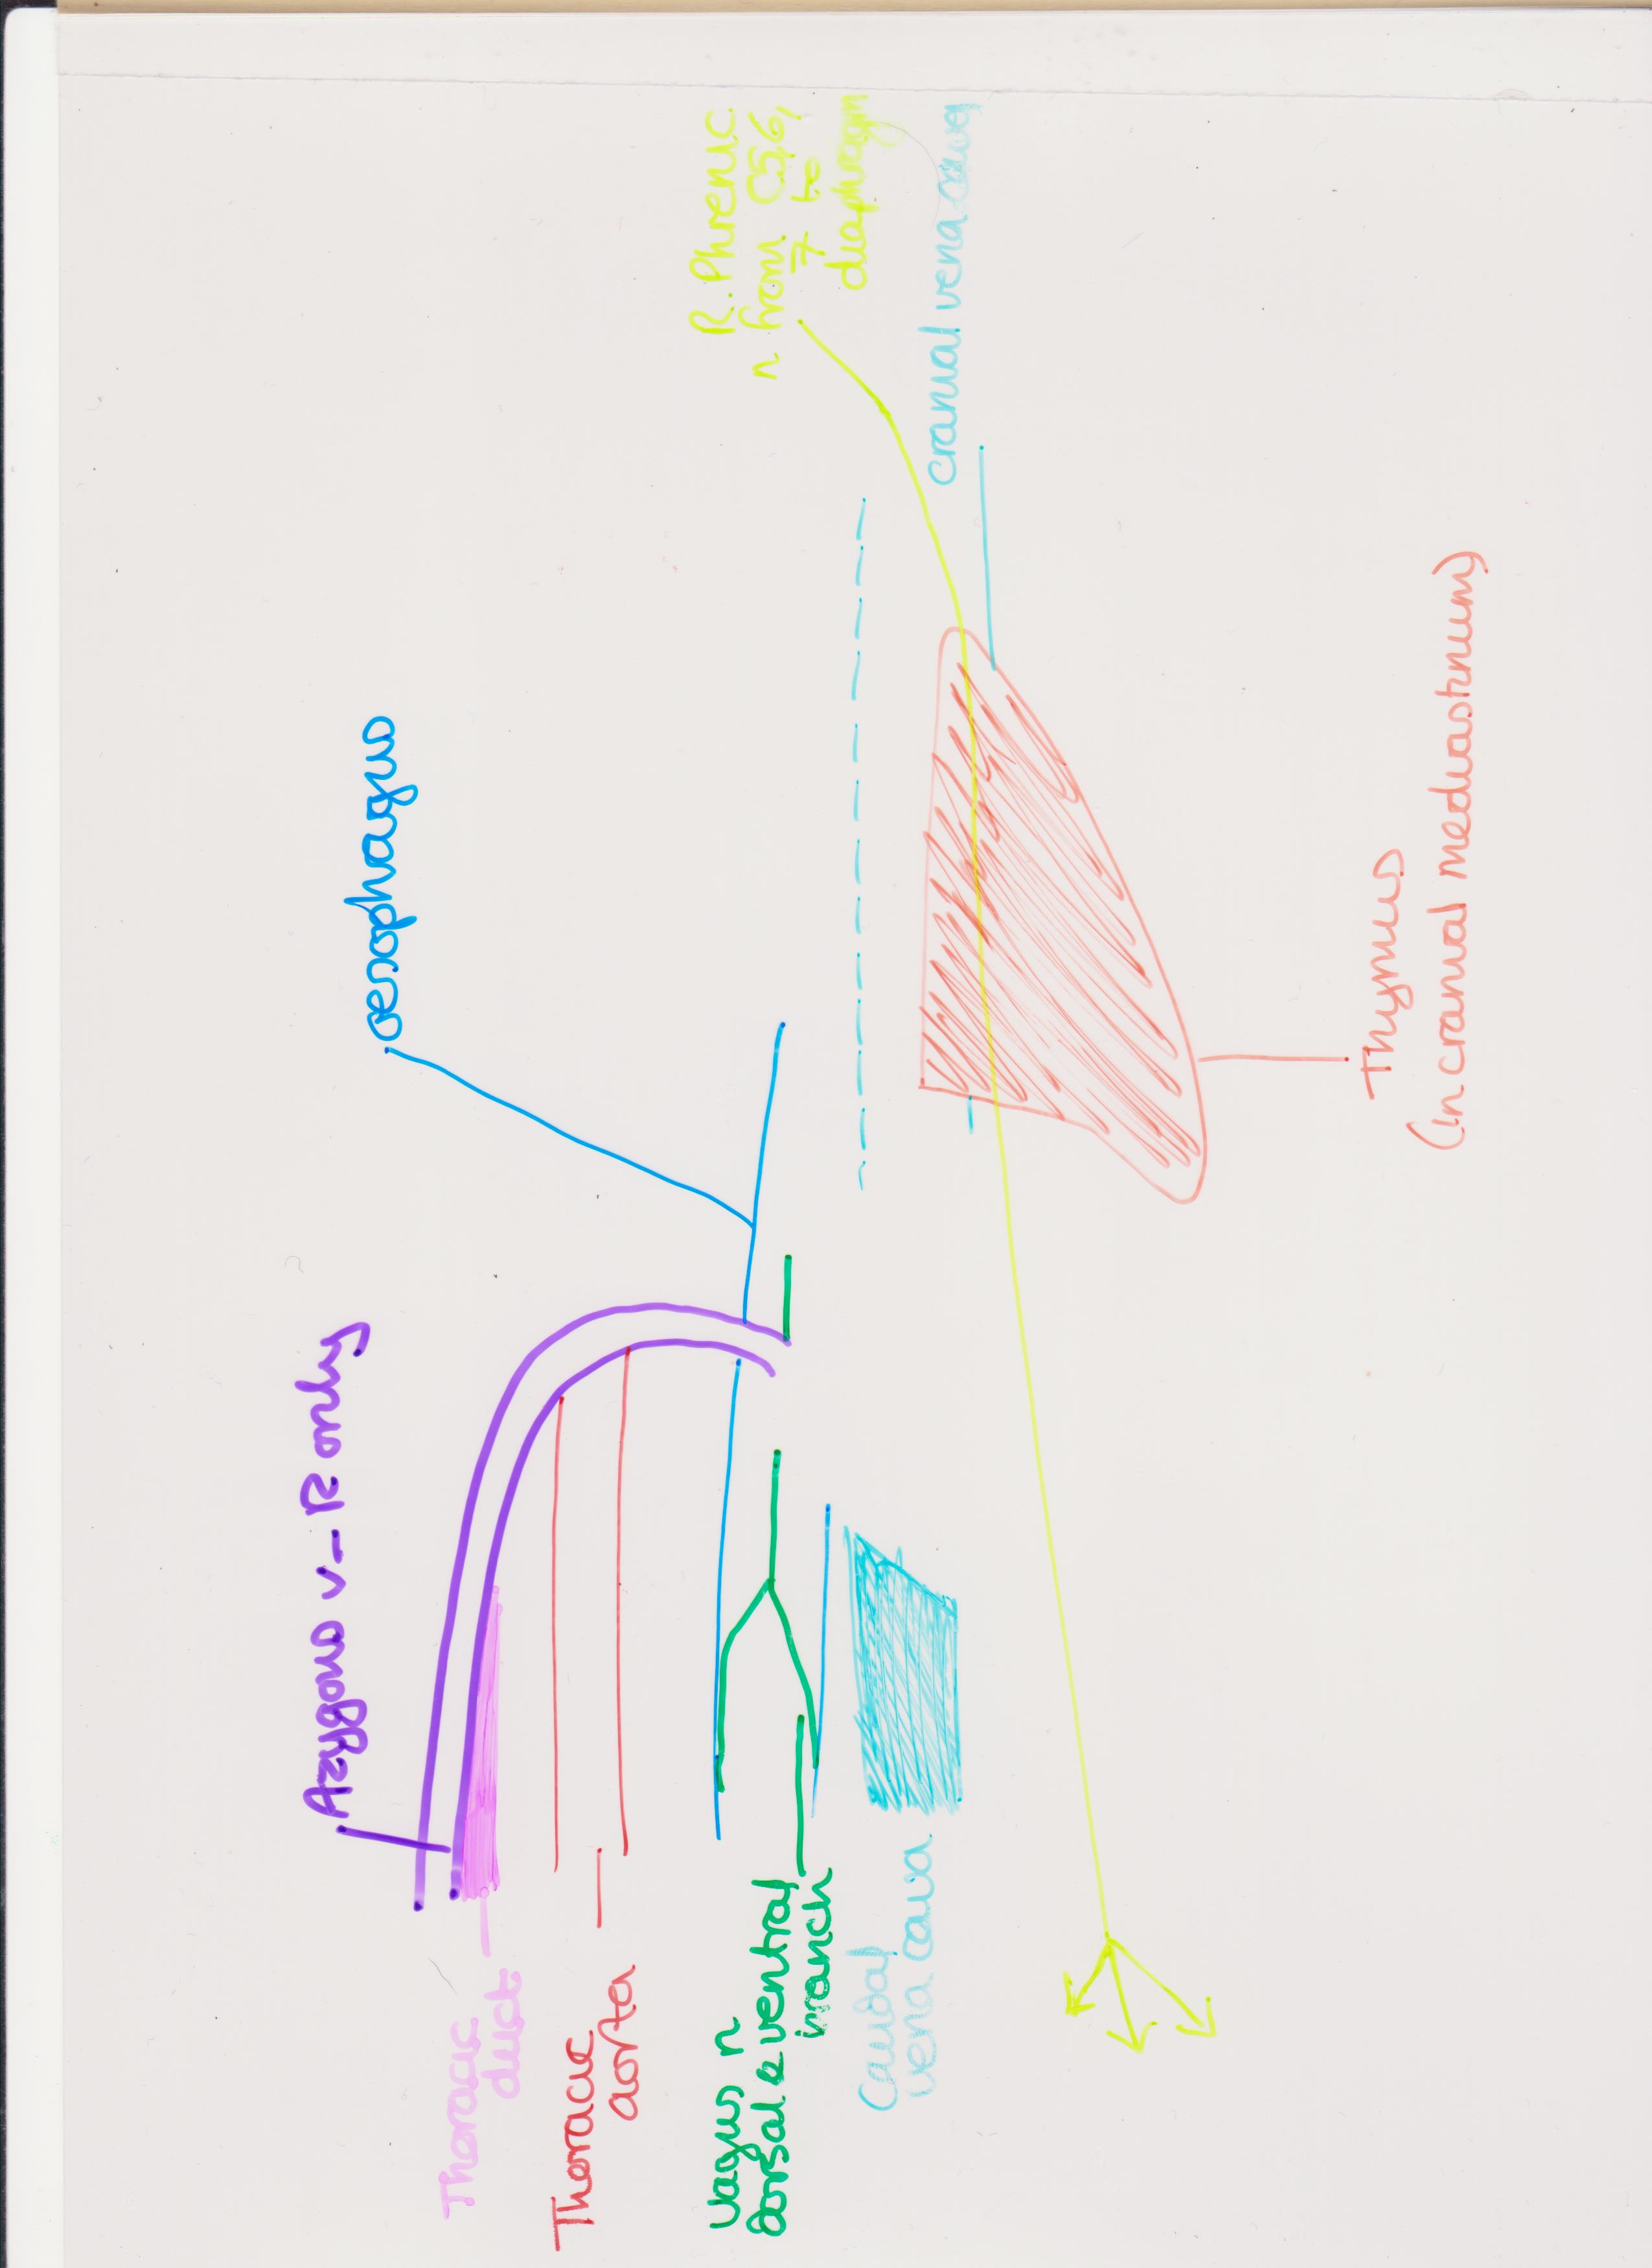 R. Phrenic
n from C5,6,
7 to
diaphragm
cranial vena cava
oesophagus
Thymus
(in cranial mediastinum)
Azygous v - R only
Thoracic
duct
Thoracic
aorta
Vagus n
dorsal & ventral
branch
Caudal
vena cava